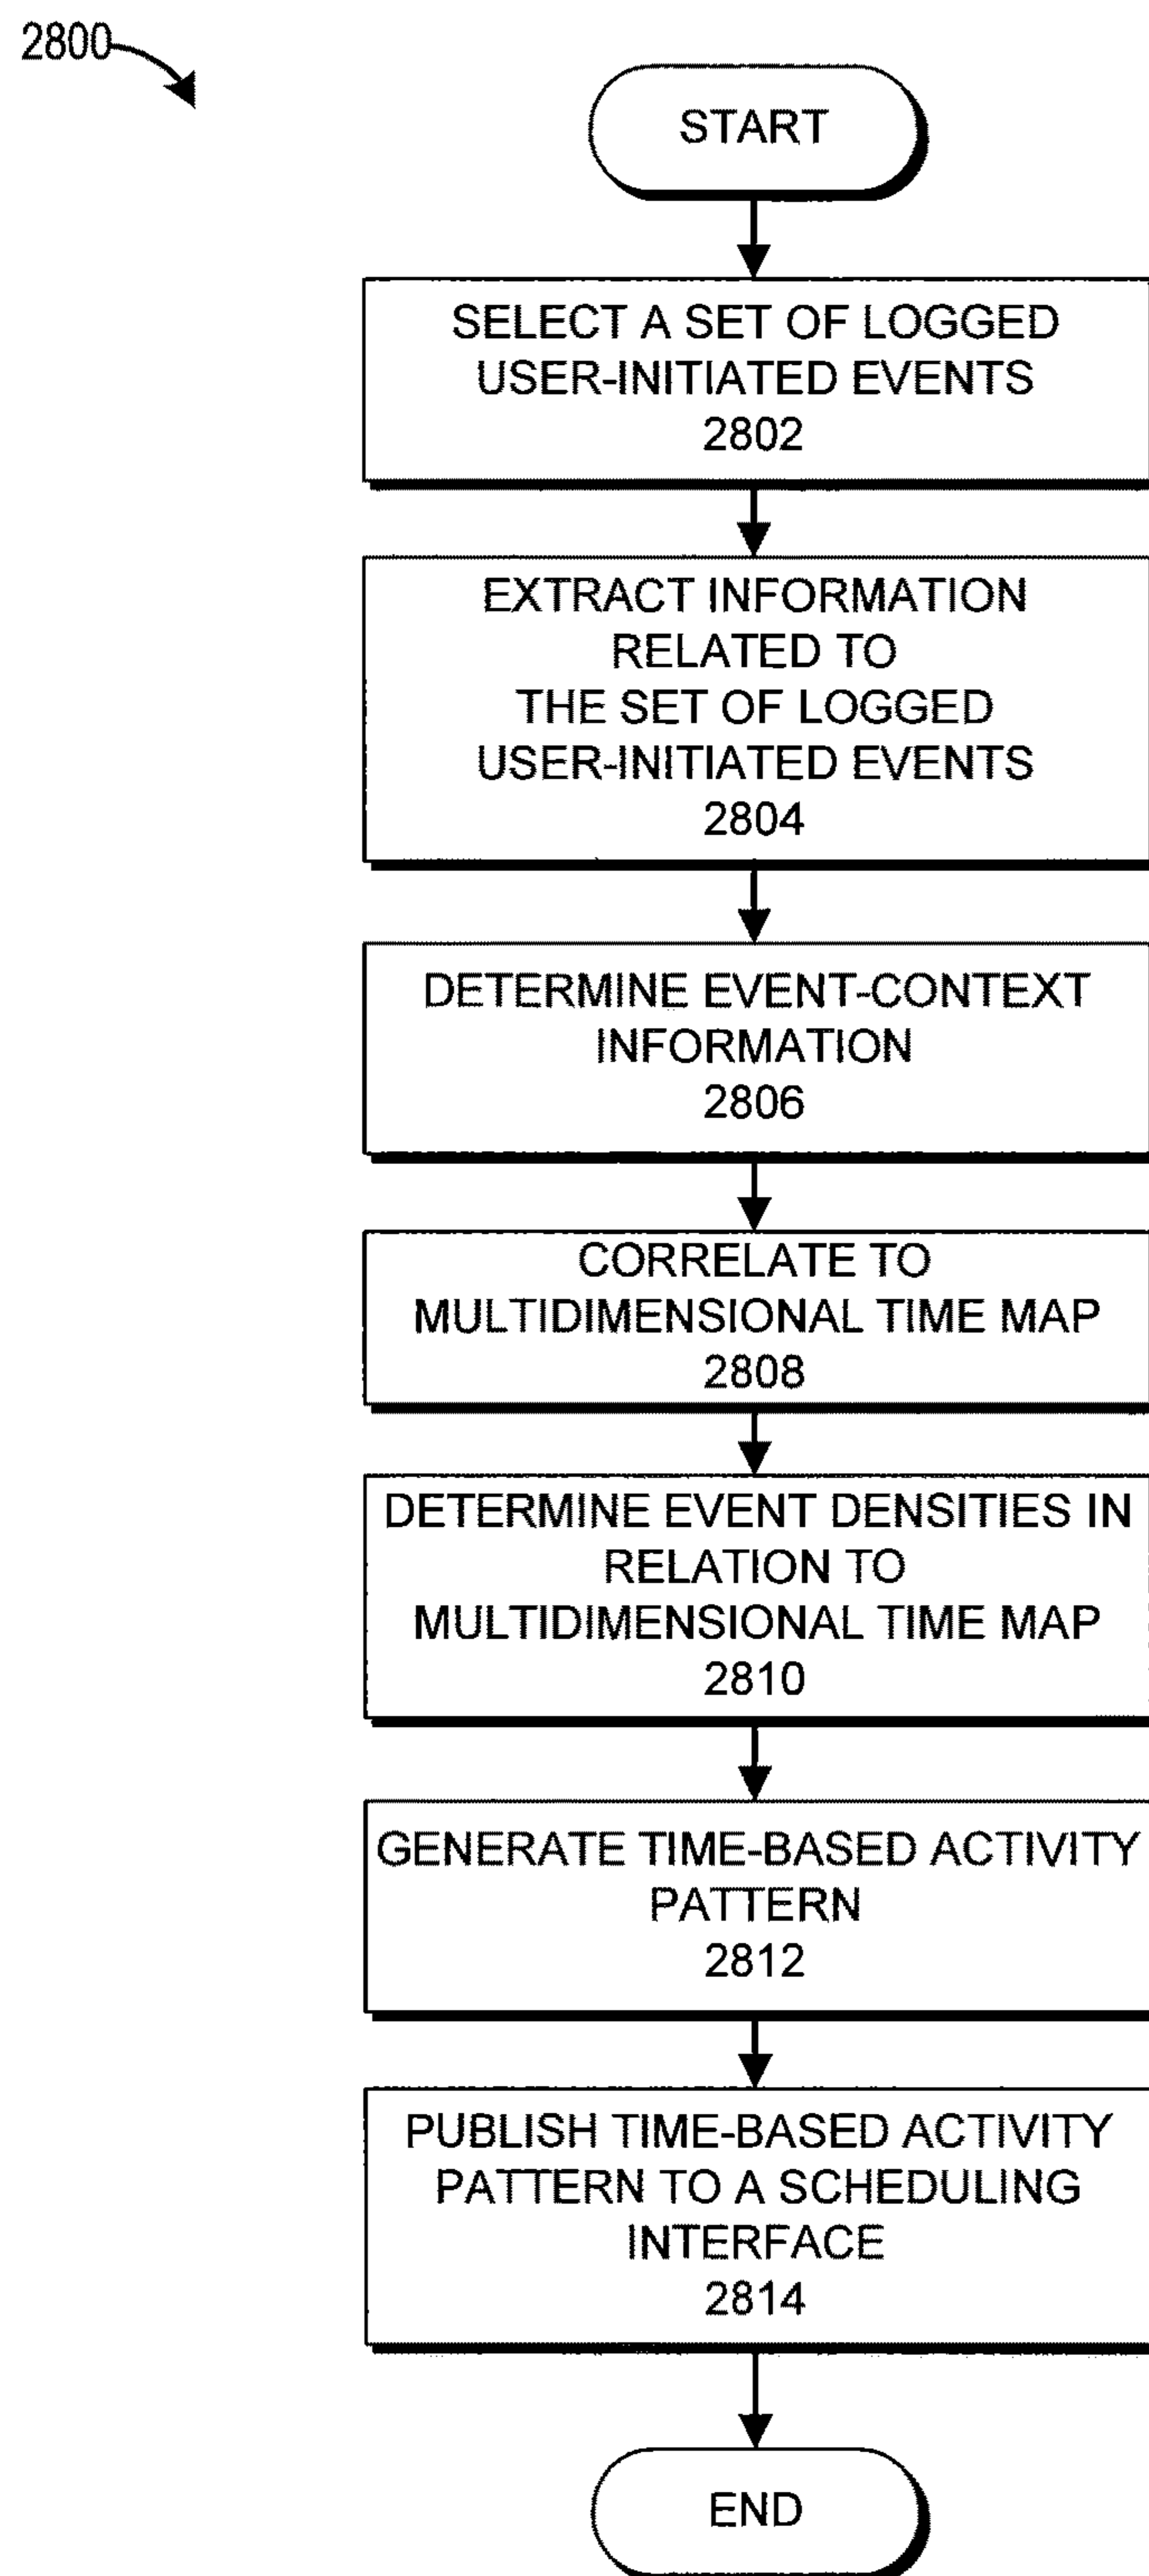 2800
START
SELECT A SET OF LOGGED
USER-INITIATED EVENTS
2802
EXTRACT INFORMATION
RELATED TO
THE SET OF LOGGED
USER-INITIATED EVENTS
2804
DETERMINE EVENT-CONTEXT
INFORMATION
2806
CORRELATE TO
MULTIDIMENSIONAL TIME MAP
2808
DETERMINE EVENT DENSITIES IN
RELATION TO
MULTIDIMENSIONAL TIME MAP
2810
GENERATE TIME-BASED ACTIVITY
PATTERN
2812
PUBLISH TIME-BASED ACTIVITY
PATTERN TO A SCHEDULING
INTERFACE
2814
END